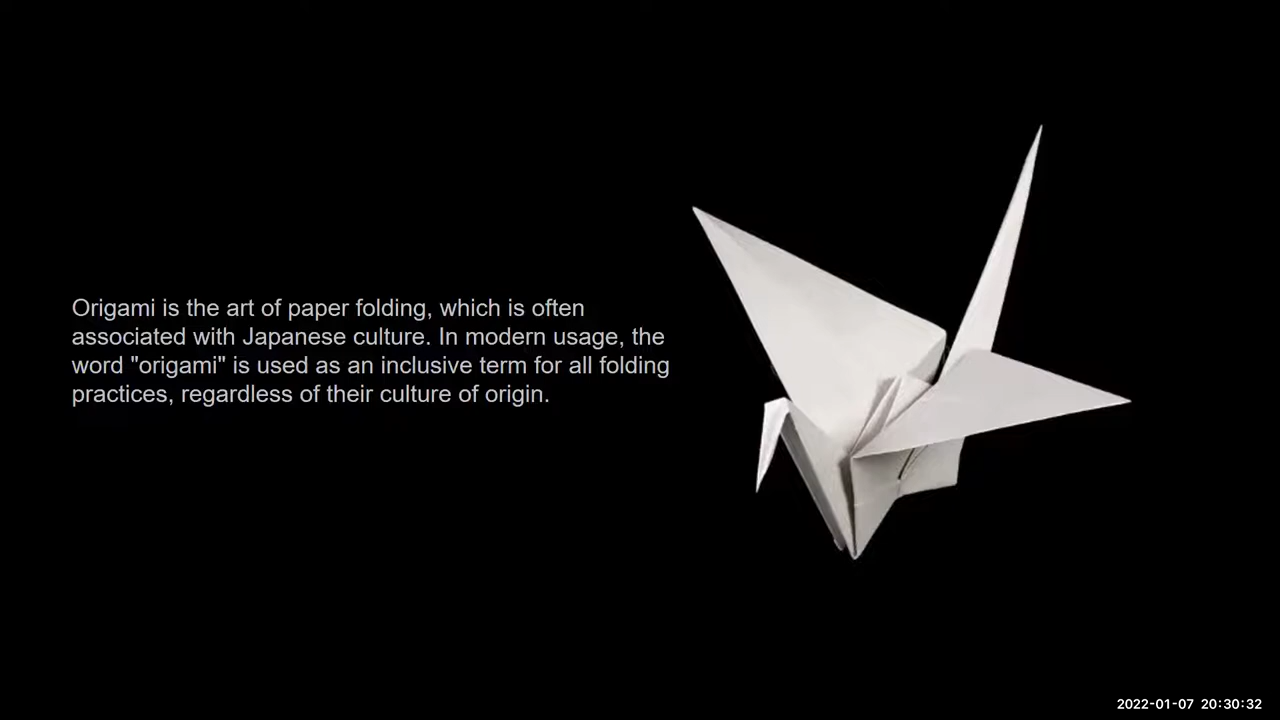 Origami is the art of paper folding, which is often
associated with Japanese culture. In modern usage, the
word "origami" is used as an inclusive term for all folding
practices, regardless of their culture of origin.
2022-01-07 20:30:32